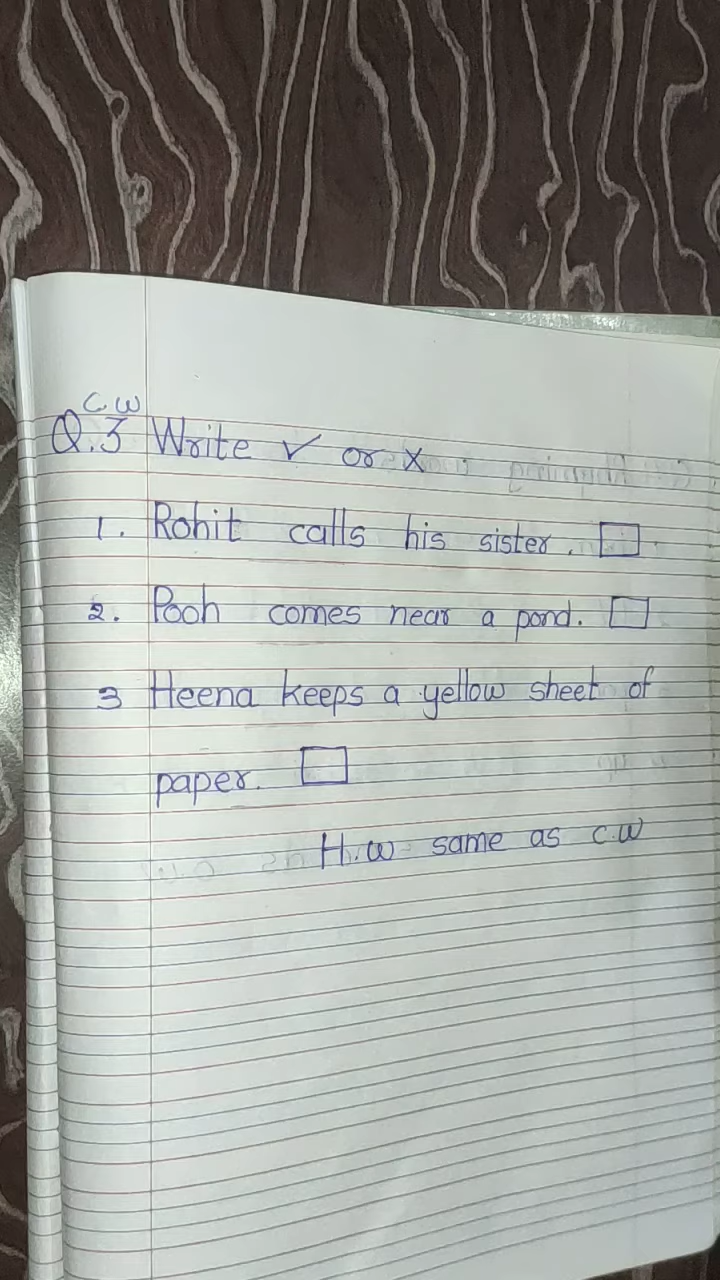 C.W
Q.3 Write ✓ or x
1. Rohit calls his sister.
2. Pooh comes near a pond.
3 Heena keeps a yellow sheet of
paper.
H.w same as c.w